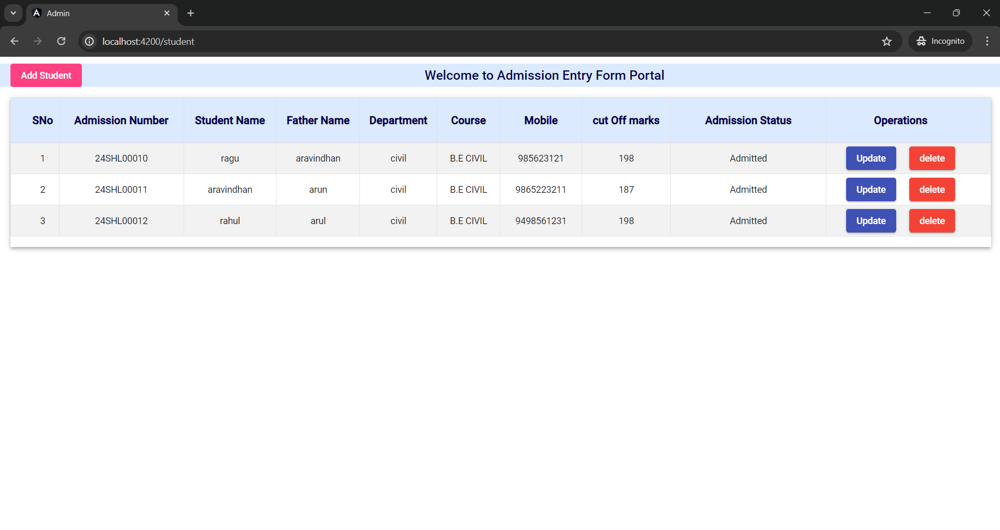 Admin
localhost:4200/student
Incognito
Add Student
Welcome to Admission Entry Form Portal
SNo Admission Number Student Name Father Name Department Course Mobile cut Off marks Admission Status Operations
1 24SHL00010 ragu aravindhan civil B.E CIVIL 985623121 198 Admitted Update delete
2 24SHL00011 aravindhan arun civil B.E CIVIL 9865223211 187 Admitted Update delete
3 24SHL00012 rahul arul civil B.E CIVIL 9498561231 198 Admitted Update delete